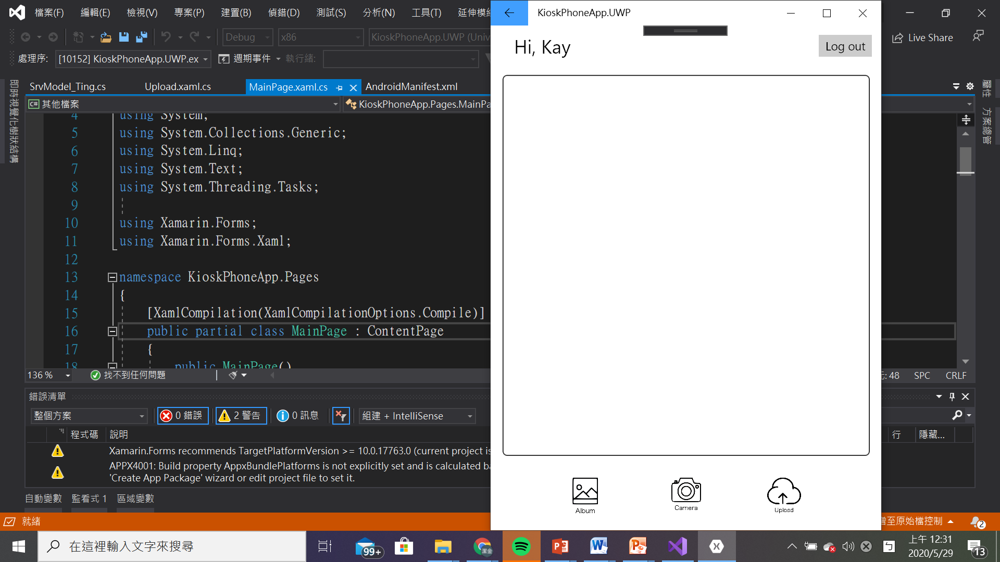 檔案(F) 編輯(E) 檢視(V) 專案(P) 建置(B) 偵錯(D) 測試(S) 分析(N) 工具(T) 延伸模組
Debug x86 KioskPhoneApp.UWP (Univ
Live Share
處理序: [10152] KioskPhoneApp.UWP.ex 週期事件 執行緒:
即時視覺化樹狀結構
SrvModel_Ting.cs Upload.xaml.cs MainPage.xaml.cs AndroidManifest.xml
C# 其他檔案 KioskPhoneApp.Pages.MainPa
4 using System;
5 using System.Collections.Generic;
6 using System.Linq;
7 using System.Text;
8 using System.Threading.Tasks;
9
10 using Xamarin.Forms;
11 using Xamarin.Forms.Xaml;
12
13 namespace KioskPhoneApp.Pages
14 {
15 [XamlCompilation(XamlCompilationOptions.Compile)]
16 public partial class MainPage : ContentPage
17 {
18 public MainPage()
136 % 找不到任何問題
: 48 SPC CRLF
屬性
方案總管
錯誤清單
整個方案 0 錯誤 2 警告 0 訊息 組建 + IntelliSense
程式碼 說明 行 隱藏...
Xamarin.Forms recommends TargetPlatformVersion >= 10.0.17763.0 (current project is
APPX4001: Build property AppxBundlePlatforms is not explicitly set and is calculated ba
'Create App Package' wizard or edit project file to set it.
自動變數 監看式 1 區域變數
就緒
增至原始檔控制 2
KioskPhoneApp.UWP
Hi, Kay
Log out
Album
Camera
Upload
在這裡輸入文字來搜尋
99+
上午 12:31
2020/5/29
13